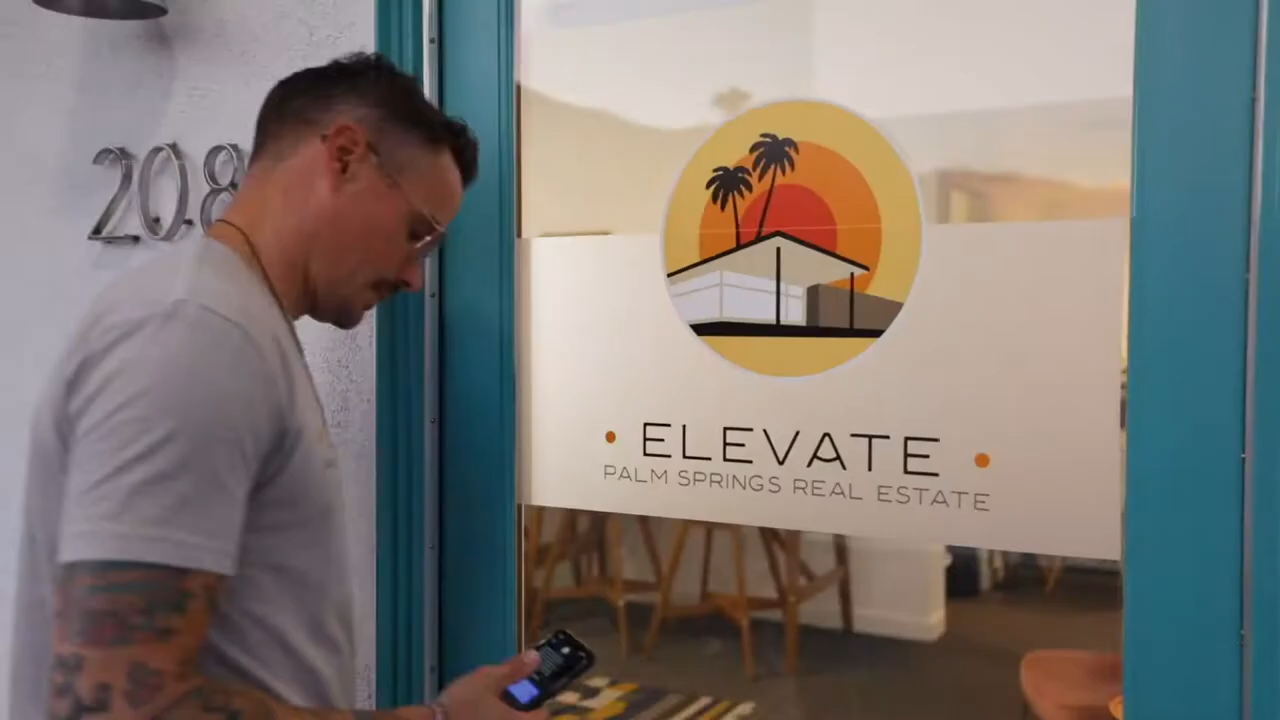 208
• ELEVATE •
PALM SPRINGS REAL ESTATE